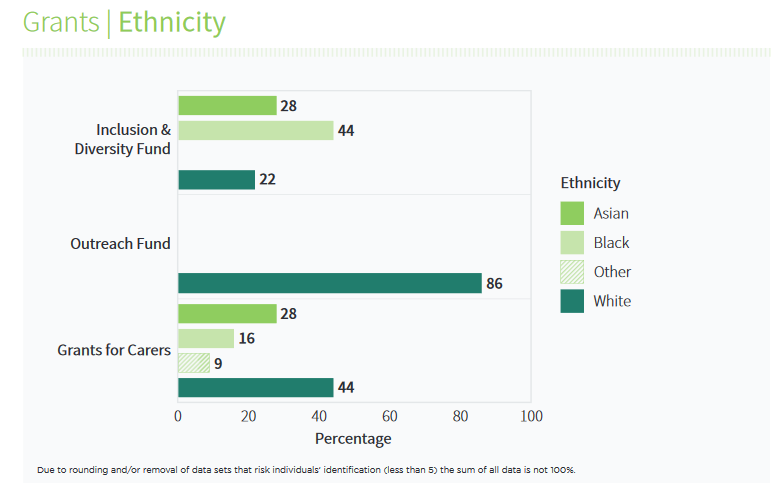 Grants | Ethnicity
28
Inclusion &
44
Diversity Fund
22
Outreach Fund
86
28
16
Grants for Carers
9
44
0 20 40 60 80 100
Percentage
Ethnicity
Asian
Black
Other
White
Due to rounding and/or removal of data sets that risk individuals' identification (less than 5) the sum of all data is not 100%.